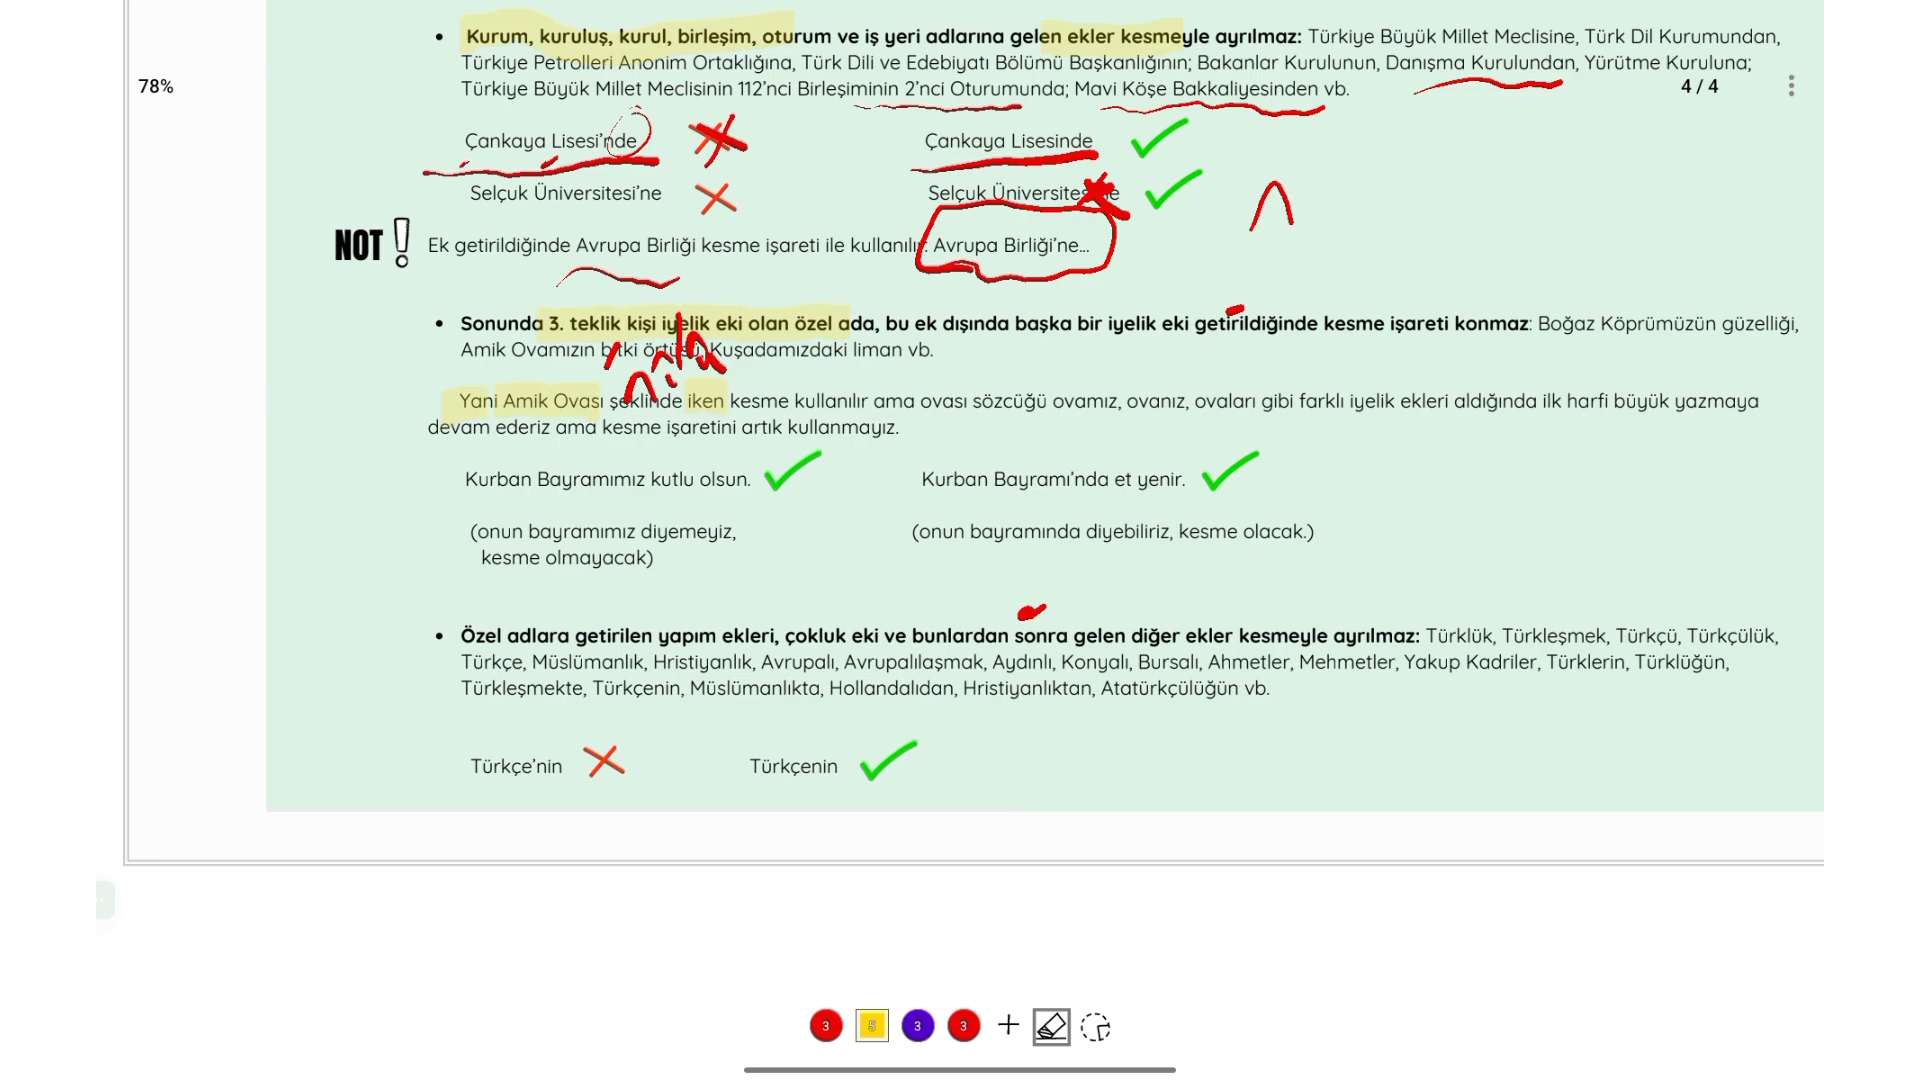 • Kurum, kuruluş, kurul, birleşim, oturum ve iş yeri adlarına gelen ekler kesmeyle ayrılmaz: Türkiye Büyük Millet Meclisine, Türk Dil Kurumundan,
Türkiye Petrolleri Anonim Ortaklığına, Türk Dili ve Edebiyatı Bölümü Başkanlığının; Bakanlar Kurulunun, Danışma Kurulundan, Yürütme Kuruluna;
78%
4 / 4
Türkiye Büyük Millet Meclisinin 112’nci Birleşiminin 2’nci Oturumunda; Mavi Köşe Bakkaliyesinden vb.
Çankaya Lisesi’nde Çankaya Lisesinde
Selçuk Üniversitesi’ne Selçuk
NOT! Ek getirildiğinde Avrupa Birliği kesme işareti ile kullanılır. Avrupa Birliği’ne...
• Sonunda 3. teklik kişi iyelik eki olan özel ada, bu ek dışında başka bir iyelik eki getirildiğinde kesme işareti konmaz: Boğaz Köprümüzün güzelliği,
Amik Ovamızın bitki örtüsü, Kuşadamızdaki liman vb.
Yani Amik Ovası şeklinde iken kesme kullanılır ama ovası sözcüğü ovamız, ovanız, ovaları gibi farklı iyelik ekleri aldığında ilk harfi büyük yazmaya
devam ederiz ama kesme işaretini artık kullanmayız.
Kurban Bayramımız kutlu olsun. Kurban Bayramı’nda et yenir.
(onun bayramımız diyemeyiz, (onun bayramında diyebiliriz, kesme olacak.)
kesme olmayacak)
• Özel adlara getirilen yapım ekleri, çokluk eki ve bunlardan sonra gelen diğer ekler kesmeyle ayrılmaz: Türklük, Türkleşmek, Türkçü, Türkçülük,
Türkçe, Müslümanlık, Hristiyanlık, Avrupalı, Avrupalılaşmak, Aydınlı, Konyalı, Bursalı, Ahmetler, Mehmetler, Yakup Kadriler, Türklerin, Türklüğün,
Türkleşmekte, Türkçenin, Müslümanlıkta, Hollandalıdan, Hristiyanlıktan, Atatürkçülüğün vb.
Türkçe’nin Türkçenin
3 5 3 3